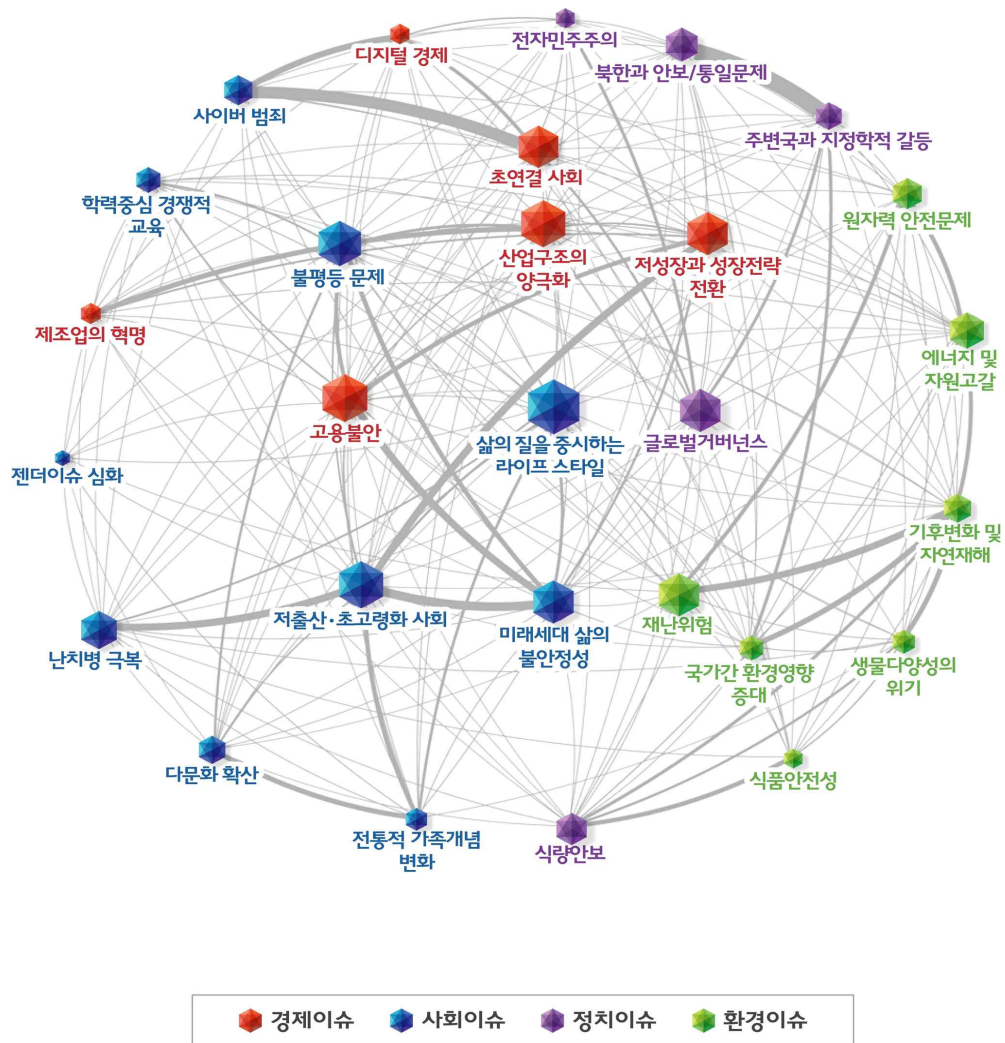 전자민주주의
디지털 경제
북한과 안보/통일문제
사이버 범죄
주변국과 지정학적 갈등
초연결 사회
학력중심 경쟁적
교육
원자력 안전문제
불평등 문제
산업구조의
양극화
저성장과 성장전략
전환
제조업의 혁명
에너지 및
자원고갈
고용불안
삶의 질을 중시하는
라이프 스타일
글로벌거버넌스
젠더이슈 심화
기후변화 및
자연재해
저출산·초고령화 사회
미래세대 삶의
불안정성
재난위험
난치병 극복
국가간 환경영향
증대
생물다양성의
위기
다문화 확산
식품안전성
전통적 가족개념
변화
식량안보
경제이슈 사회이슈 정치이슈 환경이슈